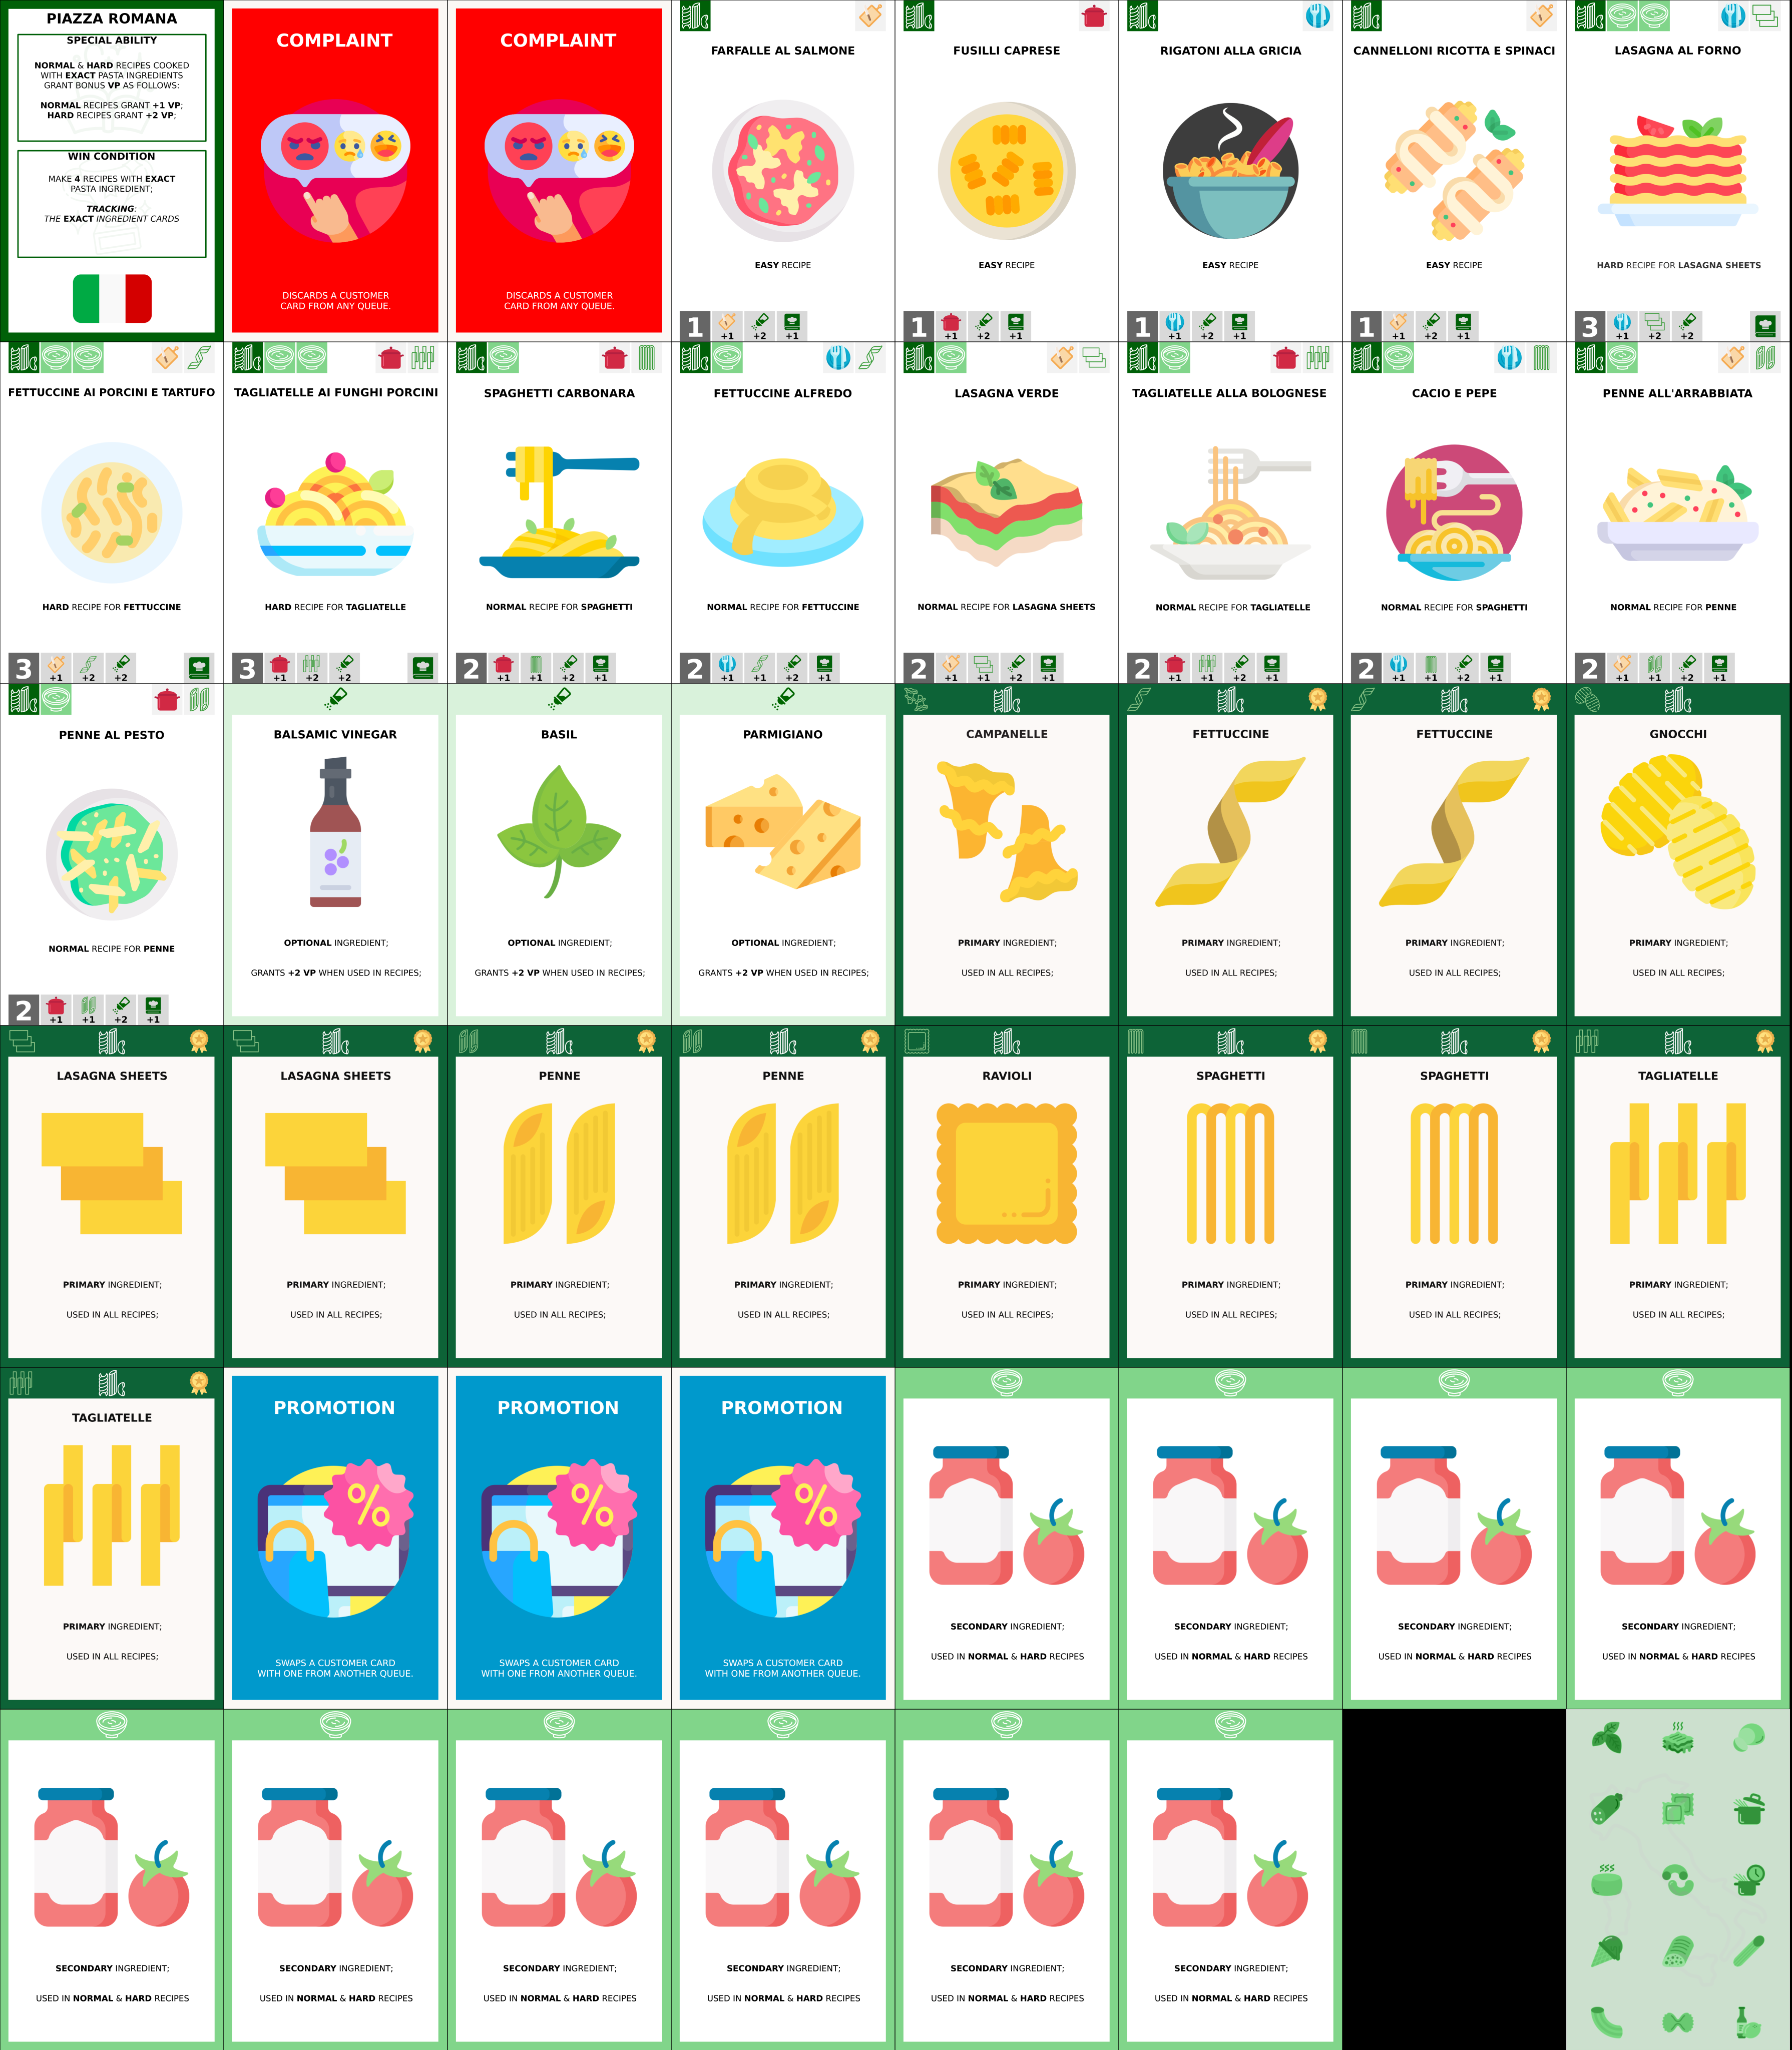 PIAZZA ROMANA
SPECIAL ABILITY
NORMAL & HARD RECIPES COOKED
WITH EXACT PASTA INGREDIENTS
GRANT BONUS VP AS FOLLOWS:
NORMAL RECIPES GRANT +1 VP;
HARD RECIPES GRANT +2 VP;
WIN CONDITION
MAKE 4 RECIPES WITH EXACT
PASTA INGREDIENT;
TRACKING:
THE EXACT INGREDIENT CARDS
COMPLAINT
DISCARDS A CUSTOMER
CARD FROM ANY QUEUE.
COMPLAINT
DISCARDS A CUSTOMER
CARD FROM ANY QUEUE.
FARFALLE AL SALMONE
EASY RECIPE
1 +1 +2 +1
FUSILLI CAPRESE
EASY RECIPE
1 +1 +2 +1
RIGATONI ALLA GRICIA
EASY RECIPE
1 +1 +2 +1
CANNELLONI RICOTTA E SPINACI
EASY RECIPE
1 +1 +2 +1
LASAGNA AL FORNO
HARD RECIPE FOR LASAGNA SHEETS
3 +1 +2 +2
FETTUCCINE AI PORCINI E TARTUFO
HARD RECIPE FOR FETTUCCINE
3 +1 +2 +2
TAGLIATELLE AI FUNGHI PORCINI
HARD RECIPE FOR TAGLIATELLE
3 +1 +2 +2
SPAGHETTI CARBONARA
NORMAL RECIPE FOR SPAGHETTI
2 +1 +1 +2 +1
FETTUCCINE ALFREDO
NORMAL RECIPE FOR FETTUCCINE
2 +1 +1 +2 +1
LASAGNA VERDE
NORMAL RECIPE FOR LASAGNA SHEETS
2 +1 +1 +2 +1
TAGLIATELLE ALLA BOLOGNESE
NORMAL RECIPE FOR TAGLIATELLE
2 +1 +1 +2 +1
CACIO E PEPE
NORMAL RECIPE FOR SPAGHETTI
2 +1 +1 +2 +1
PENNE ALL'ARRABBIATA
NORMAL RECIPE FOR PENNE
2 +1 +1 +2 +1
PENNE AL PESTO
NORMAL RECIPE FOR PENNE
2 +1 +1 +2 +1
BALSAMIC VINEGAR
OPTIONAL INGREDIENT;
GRANTS +2 VP WHEN USED IN RECIPES;
BASIL
OPTIONAL INGREDIENT;
GRANTS +2 VP WHEN USED IN RECIPES;
PARMIGIANO
OPTIONAL INGREDIENT;
GRANTS +2 VP WHEN USED IN RECIPES;
CAMPANELLE
PRIMARY INGREDIENT;
USED IN ALL RECIPES;
FETTUCCINE
PRIMARY INGREDIENT;
USED IN ALL RECIPES;
FETTUCCINE
PRIMARY INGREDIENT;
USED IN ALL RECIPES;
GNOCCHI
PRIMARY INGREDIENT;
USED IN ALL RECIPES;
LASAGNA SHEETS
PRIMARY INGREDIENT;
USED IN ALL RECIPES;
LASAGNA SHEETS
PRIMARY INGREDIENT;
USED IN ALL RECIPES;
PENNE
PRIMARY INGREDIENT;
USED IN ALL RECIPES;
PENNE
PRIMARY INGREDIENT;
USED IN ALL RECIPES;
RAVIOLI
PRIMARY INGREDIENT;
USED IN ALL RECIPES;
SPAGHETTI
PRIMARY INGREDIENT;
USED IN ALL RECIPES;
SPAGHETTI
PRIMARY INGREDIENT;
USED IN ALL RECIPES;
TAGLIATELLE
PRIMARY INGREDIENT;
USED IN ALL RECIPES;
TAGLIATELLE
PRIMARY INGREDIENT;
USED IN ALL RECIPES;
PROMOTION
%
SWAPS A CUSTOMER CARD
WITH ONE FROM ANOTHER QUEUE.
PROMOTION
%
SWAPS A CUSTOMER CARD
WITH ONE FROM ANOTHER QUEUE.
PROMOTION
%
SWAPS A CUSTOMER CARD
WITH ONE FROM ANOTHER QUEUE.
SECONDARY INGREDIENT;
USED IN NORMAL & HARD RECIPES
SECONDARY INGREDIENT;
USED IN NORMAL & HARD RECIPES
SECONDARY INGREDIENT;
USED IN NORMAL & HARD RECIPES
SECONDARY INGREDIENT;
USED IN NORMAL & HARD RECIPES
SECONDARY INGREDIENT;
USED IN NORMAL & HARD RECIPES
SECONDARY INGREDIENT;
USED IN NORMAL & HARD RECIPES
SECONDARY INGREDIENT;
USED IN NORMAL & HARD RECIPES
SECONDARY INGREDIENT;
USED IN NORMAL & HARD RECIPES
SECONDARY INGREDIENT;
USED IN NORMAL & HARD RECIPES
SECONDARY INGREDIENT;
USED IN NORMAL & HARD RECIPES